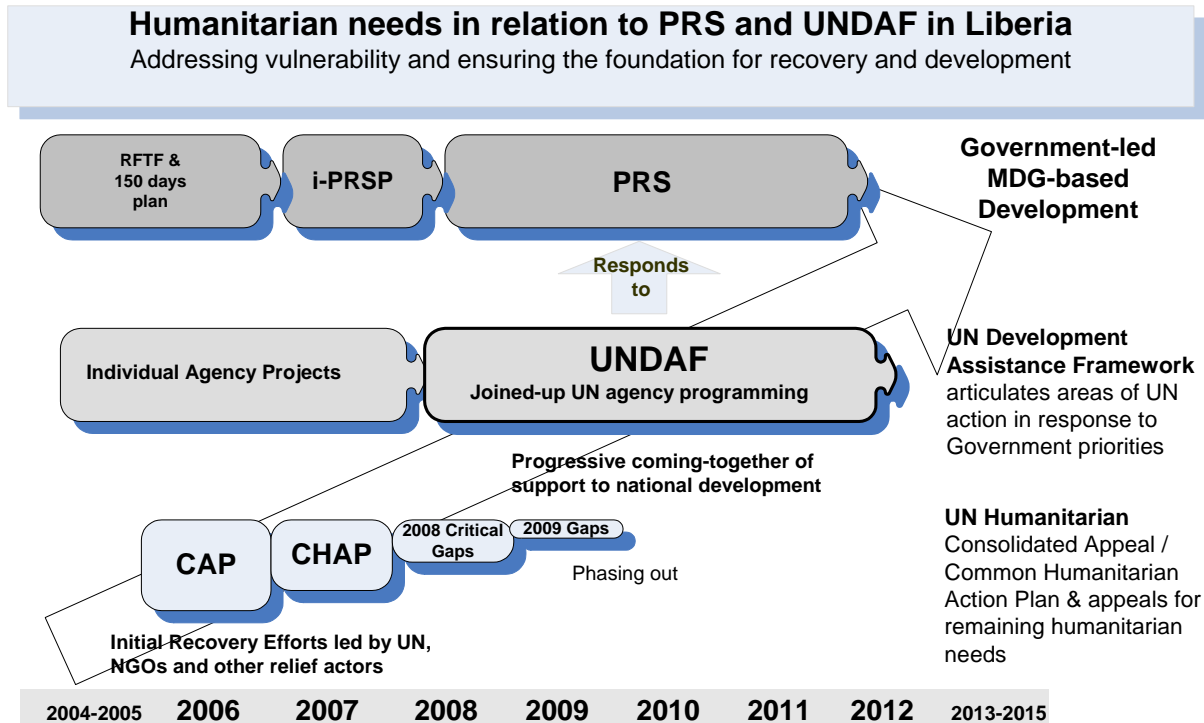 Humanitarian needs in relation to PRS and UNDAF in Liberia
Addressing vulnerability and ensuring the foundation for recovery and development
RFTF &
150 days
plan
i-PRSP
PRS
Government-led
MDG-based
Development
Responds
to
Individual Agency Projects
UNDAF
Joined-up UN agency programming
UN Development
Assistance Framework
articulates areas of UN
action in response to
Government priorities
Progressive coming-together of
support to national development
CAP
CHAP
2008 Critical
Gaps
2009 Gaps
Phasing out
UN Humanitarian
Consolidated Appeal /
Common Humanitarian
Action Plan & appeals for
remaining humanitarian
needs
Initial Recovery Efforts led by UN,
NGOs and other relief actors
2004-2005 2006 2007 2008 2009 2010 2011 2012 2013-2015